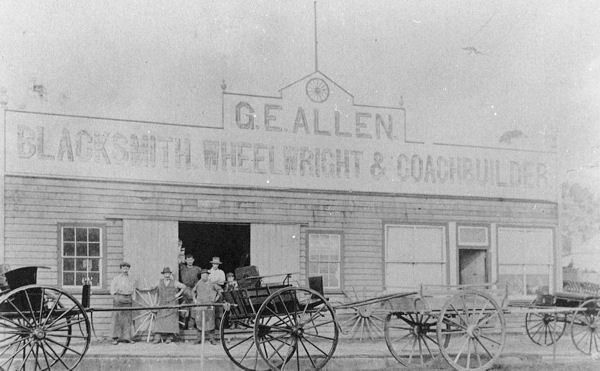 G.E. ALLEN.
BLACKSMITH. WHEELWRIGHT & COACHBUILDER